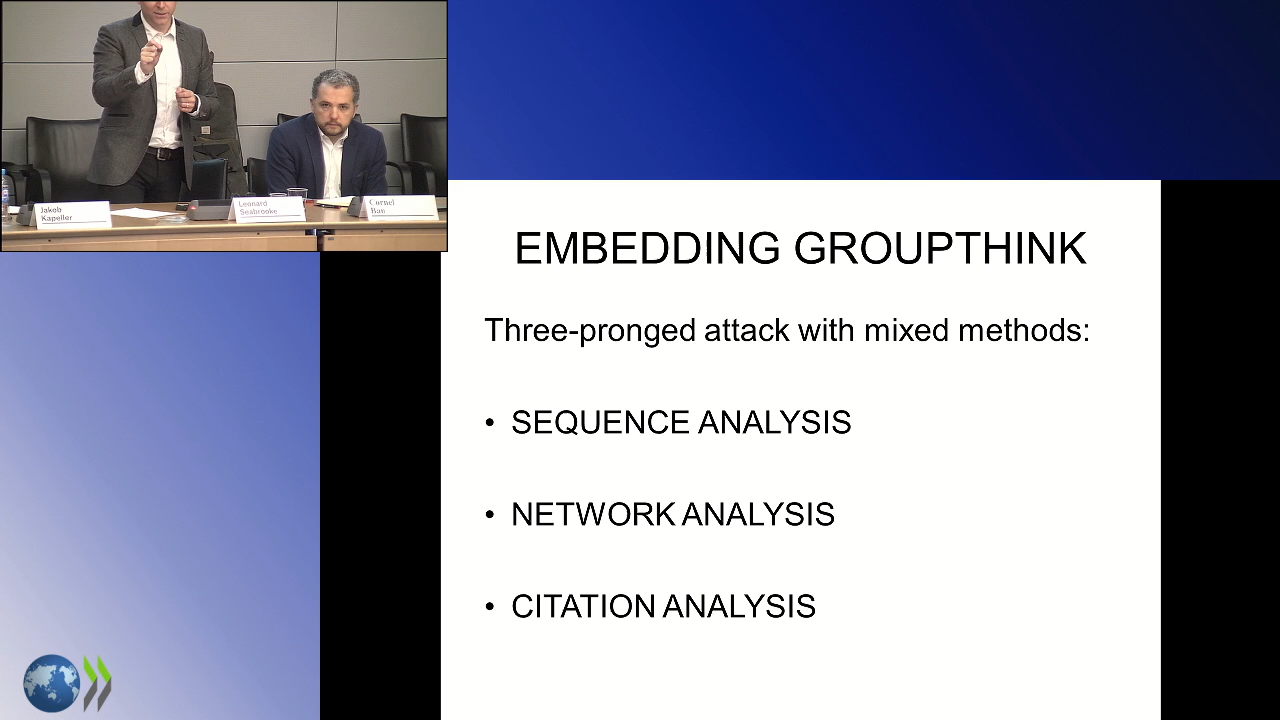 Jakob
Kapeller
Leonard
Seabrooke
Cornel
Ban
EMBEDDING GROUPTHINK
Three-pronged attack with mixed methods:
• SEQUENCE ANALYSIS
• NETWORK ANALYSIS
• CITATION ANALYSIS